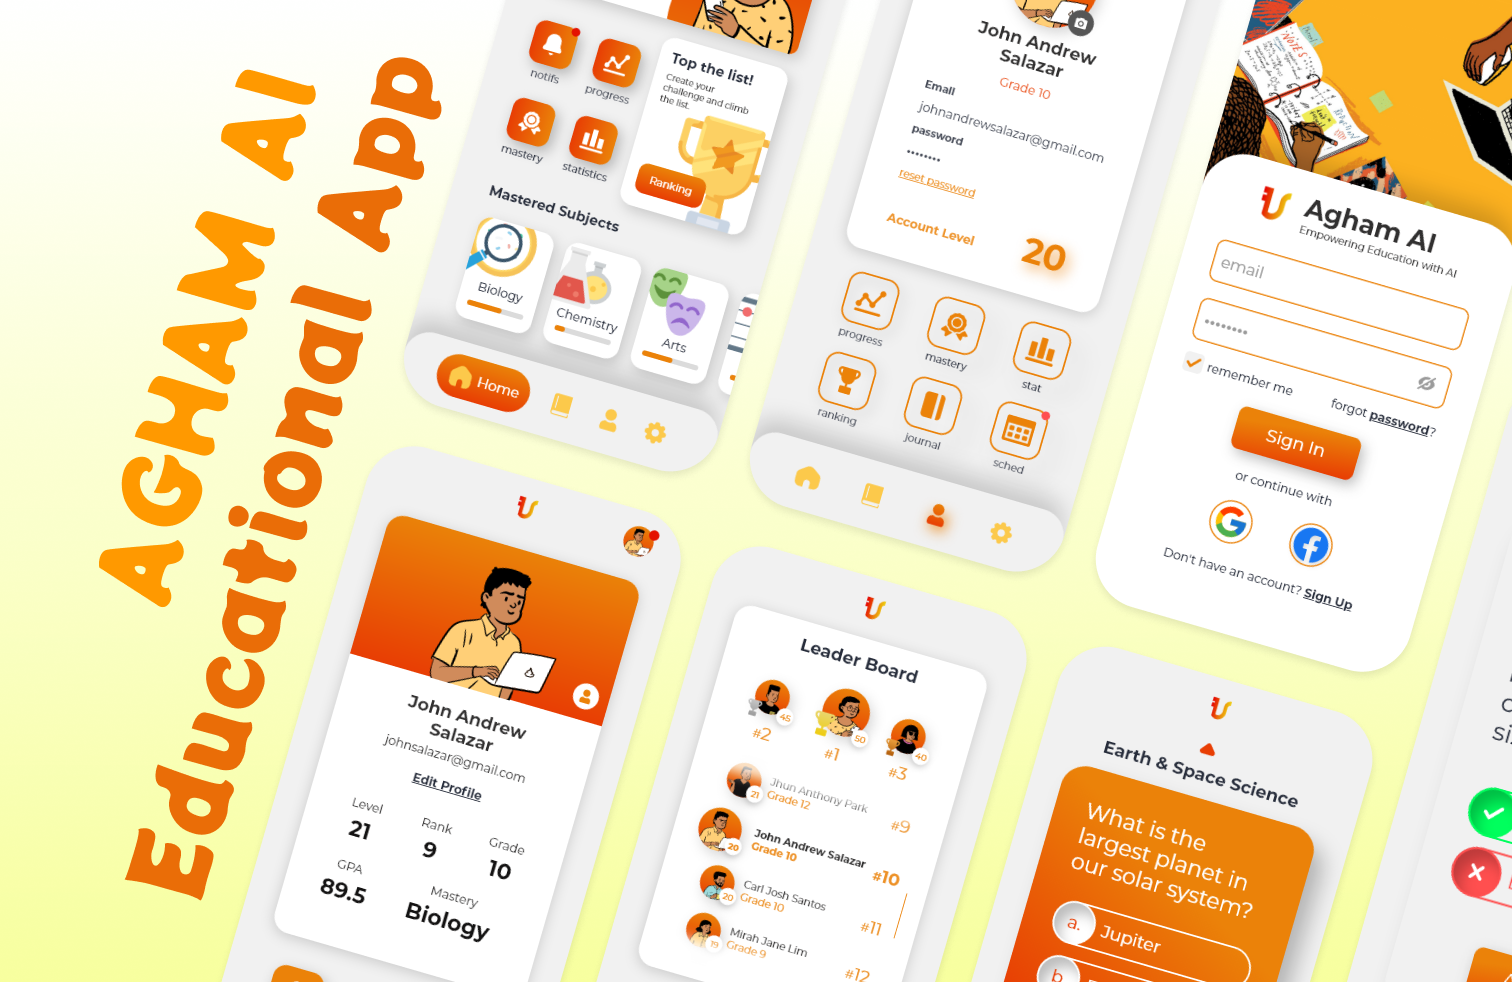 AGHAM AI
Educational App
notifs
progress
mastery
statistics
Top the list!
Create your
challenge and climb
the list.
Ranking
Mastered Subjects
Biology
Chemistry
Arts
Home
John Andrew
Salazar
Grade 10
Email
johnandrewsalazar@gmail.com
password
••••••••
reset password
Account Level
20
progress
mastery
stat
ranking
journal
sched
NOTES
Agham AI
Empowering Education with AI
email
••••••••
remember me
forgot password?
Sign In
or continue with
Don't have an account? Sign Up
John Andrew
Salazar
johnsalazar@gmail.com
Edit Profile
Level
21
Rank
9
Grade
10
GPA
89.5
Mastery
Biology
Leader Board
45
#2
50
#1
40
#3
21
Jhun Anthony Park
Grade 12
#9
20
John Andrew Salazar
Grade 10
#10
20
Carl Josh Santos
Grade 10
#11
19
Mirah Jane Lim
Grade 9
#12
Earth & Space Science
What is the
largest planet in
our solar system?
a.
Jupiter
b
si